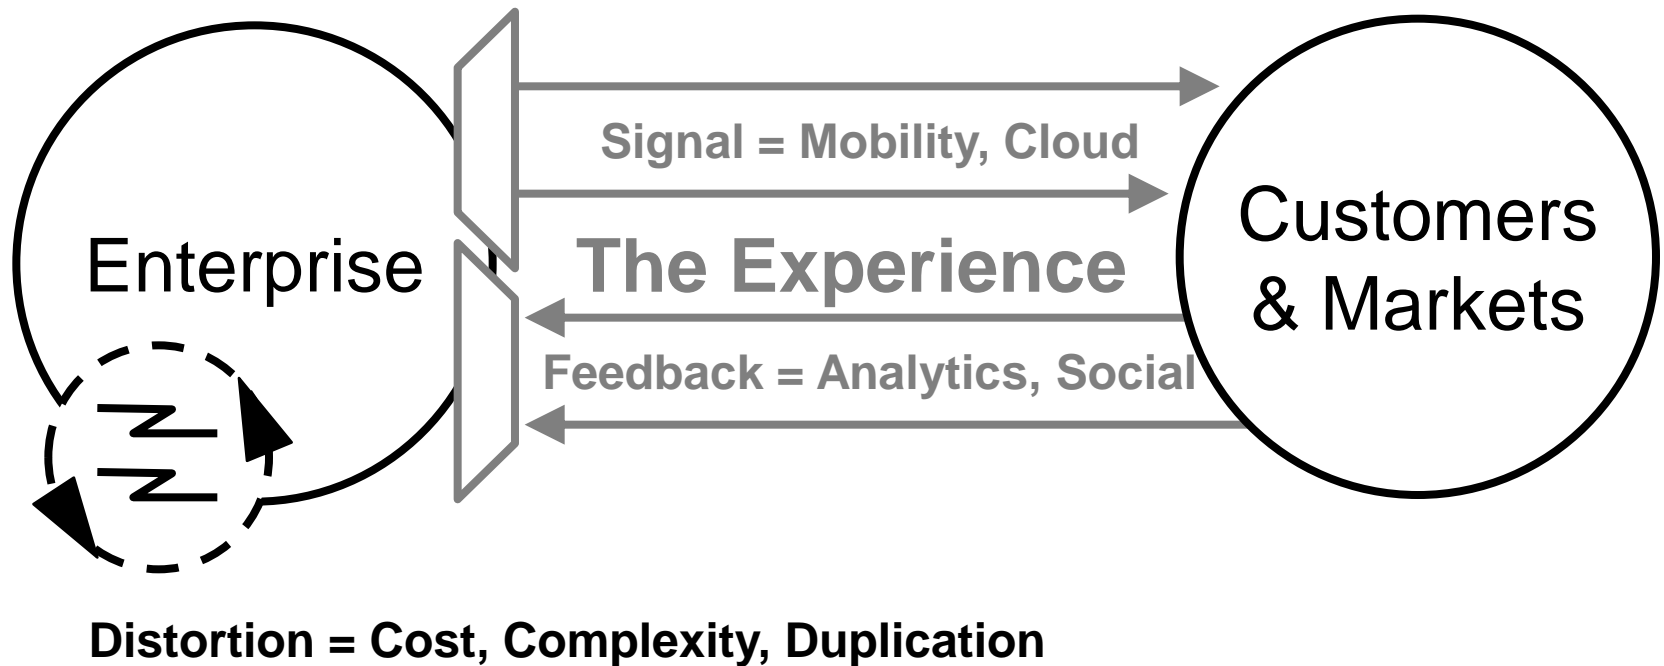 Signal = Mobility, Cloud
Enterprise
The Experience
Customers
& Markets
Feedback = Analytics, Social
Distortion = Cost, Complexity, Duplication